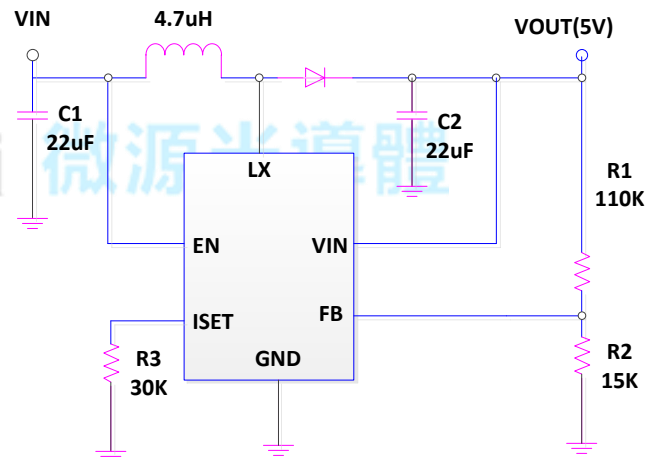 VIN
4.7uH
VOUT(5V)
C1
22uF
C2
22uF
微源半導體
LX
R1
110K
EN
VIN
ISET
FB
R3
30K
GND
R2
15K